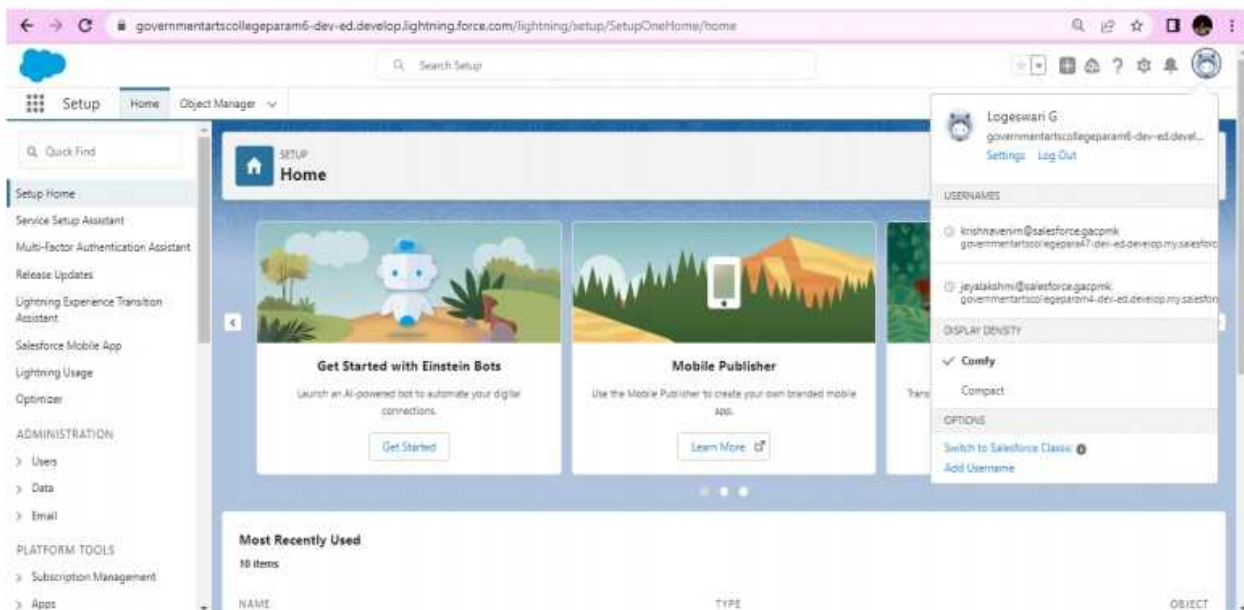 governmentartscollegeparam6-dev-ed.develop.lightning.force.com/lightning/setup/SetupOneHome/home
Search Setup
Setup
Home
Object Manager
Quick Find
Setup Home
Service Setup Assistant
Multi-Factor Authentication Assistant
Release Updates
Lightning Experience Transition
Assistant
Salesforce Mobile App
Lightning Usage
Optimizer
ADMINISTRATION
Users
Data
Email
PLATFORM TOOLS
Subscription Management
Apps
SETUP
Home
Get Started with Einstein Bots
Launch an AI-powered bot to automate your digital
connections.
Get Started
Mobile Publisher
Use the Mobile Publisher to create your own branded mobile
app.
Learn More
Trans
Most Recently Used
10 items
NAME
TYPE
OBJECT
Logeswari G
governmentartscollegeparam6-dev-ed.devel...
Settings
Log Out
USERNAMES
krishnavenim@salesforce.gacpmk
governmentartscollegepara47-dev-ed.develop.my.salesforc
jeyalakshmi@salesforce.gacpmk
governmentartscollegeparam4-dev-ed.develop.my.salesforc
DISPLAY DENSITY
Comfy
Compact
OPTIONS
Switch to Salesforce Classic
Add Username